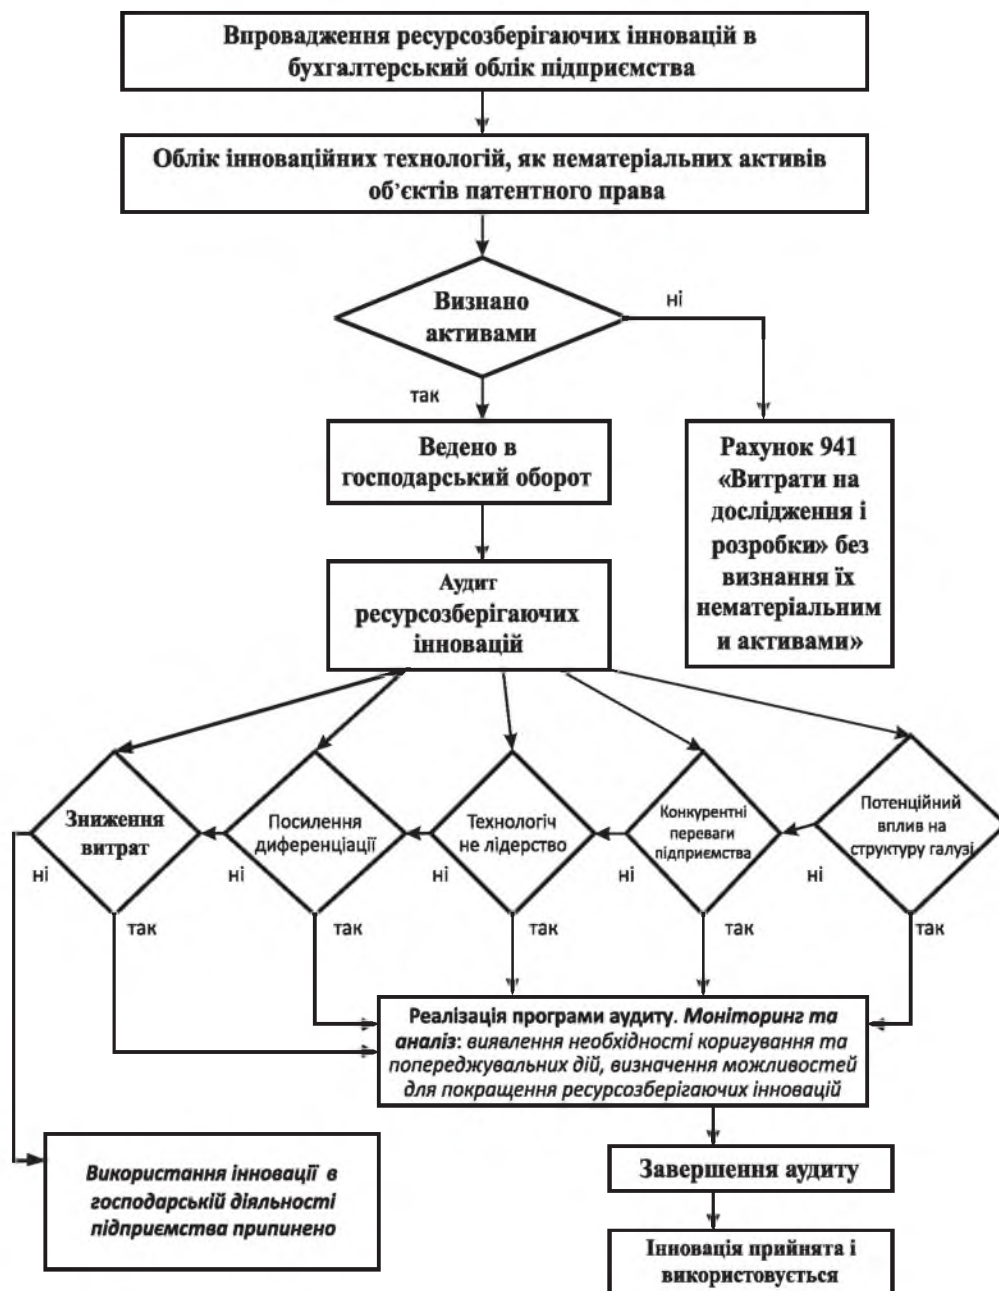 Впровадження ресурсозберігаючих інновацій в
бухгалтерський облік підприємства
Облік інноваційних технологій, як нематеріальних активів
об’єктів патентного права
Визнано
активами
ні
так
Ведено в
господарський оборот
Рахунок 941
«Витрати на
дослідження і
розробки» без
визнання їх
нематеріальним
и активами»
Аудит
ресурсозберігаючих
інновацій
Зниження
витрат
Посилення
диференціації
Технологіч
не лідерство
Конкурентні
переваги
підприємства
Потенційний
вплив на
структуру галузі
ні
ні
ні
ні
ні
так
так
так
так
так
Реалізація програми аудиту. Моніторинг та
аналіз: виявлення необхідності коригування та
попереджувальних дій, визначення можливостей
для покращення ресурсозберігаючих інновацій
Використання інновації в
господарській діяльності
підприємства припинено
Завершення аудиту
Інновація прийнята і
використовується